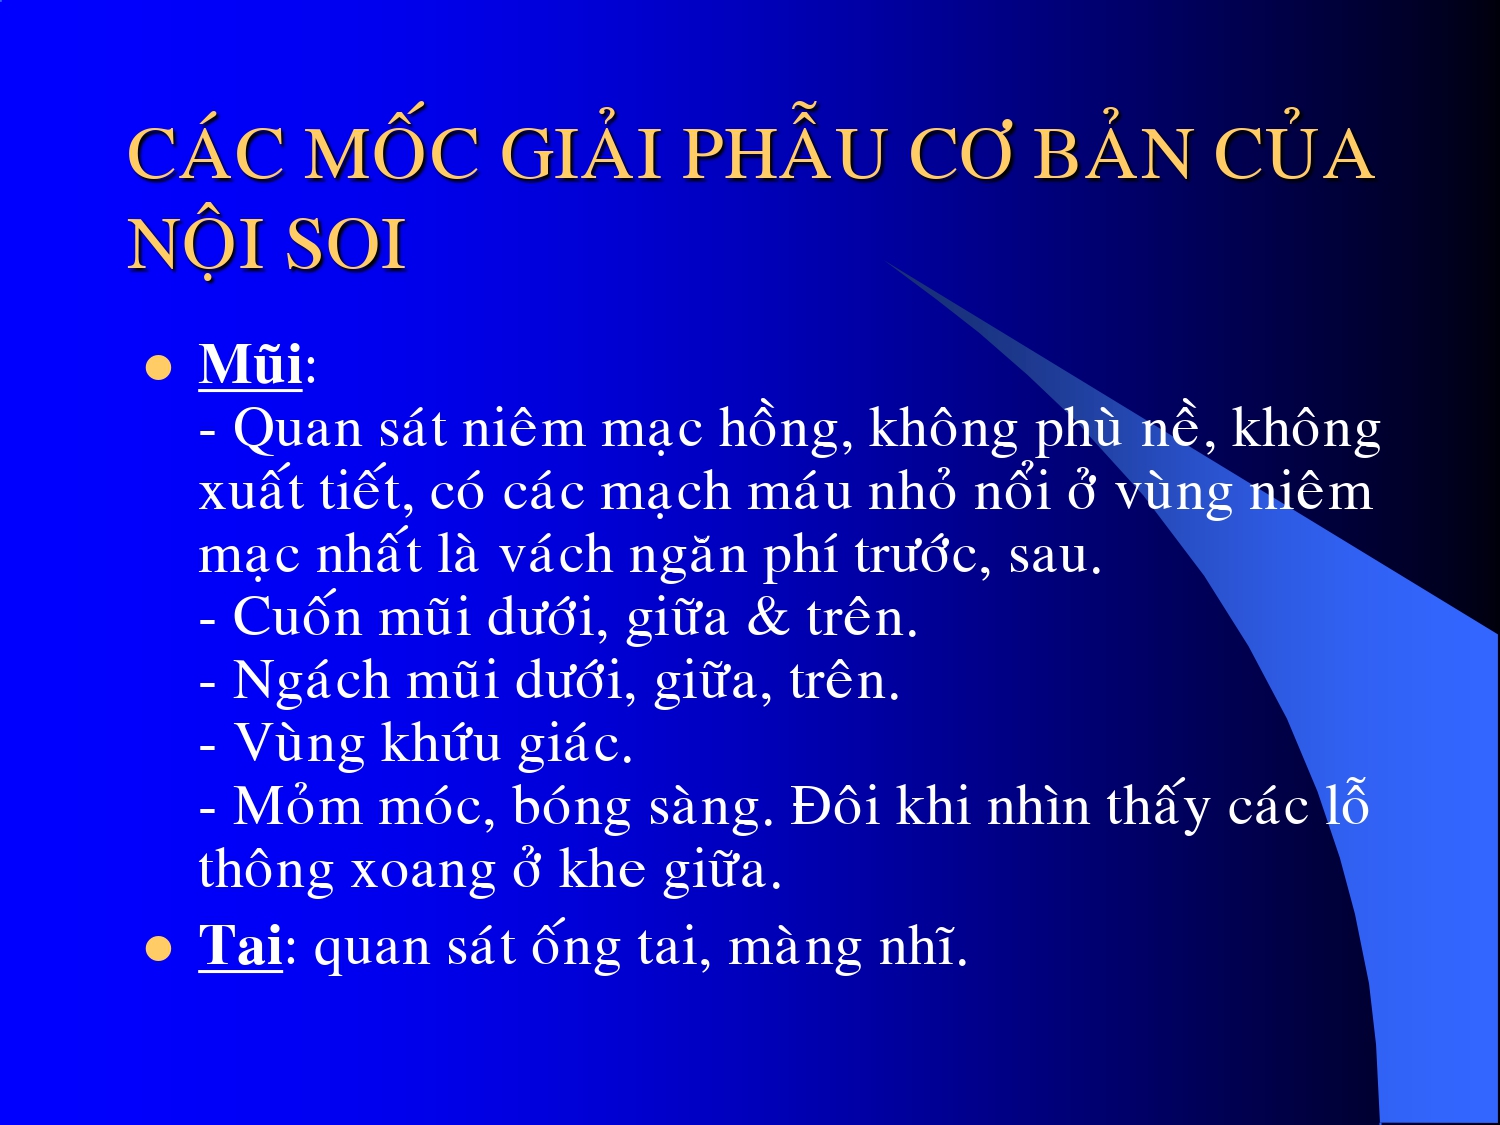 CÁC MỐC GIẢI PHẪU CƠ BẢN CỦA
NỘI SOI
Mũi:
- Quan sát niêm mạc hồng, không phù nề, không
xuất tiết, có các mạch máu nhỏ nổi ở vùng niêm
mạc nhất là vách ngăn phí trước, sau.
- Cuốn mũi dưới, giữa & trên.
- Ngách mũi dưới, giữa, trên.
- Vùng khứu giác.
- Mỏm móc, bóng sàng. Đôi khi nhìn thấy các lỗ
thông xoang ở khe giữa.
Tai: quan sát ống tai, màng nhĩ.